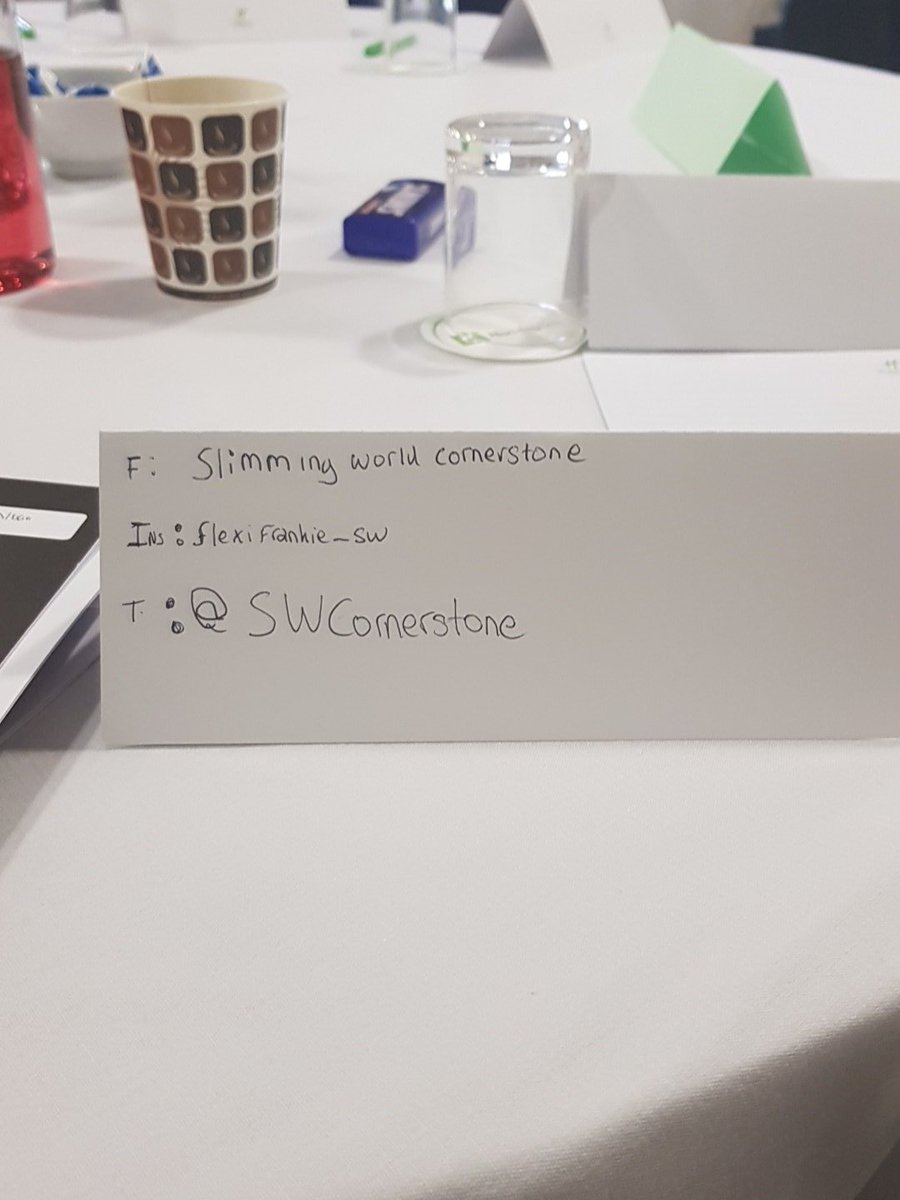 F: Slimming world cornerstone
Ins: flexifrankie_sw
T. :@ SWCornerstone